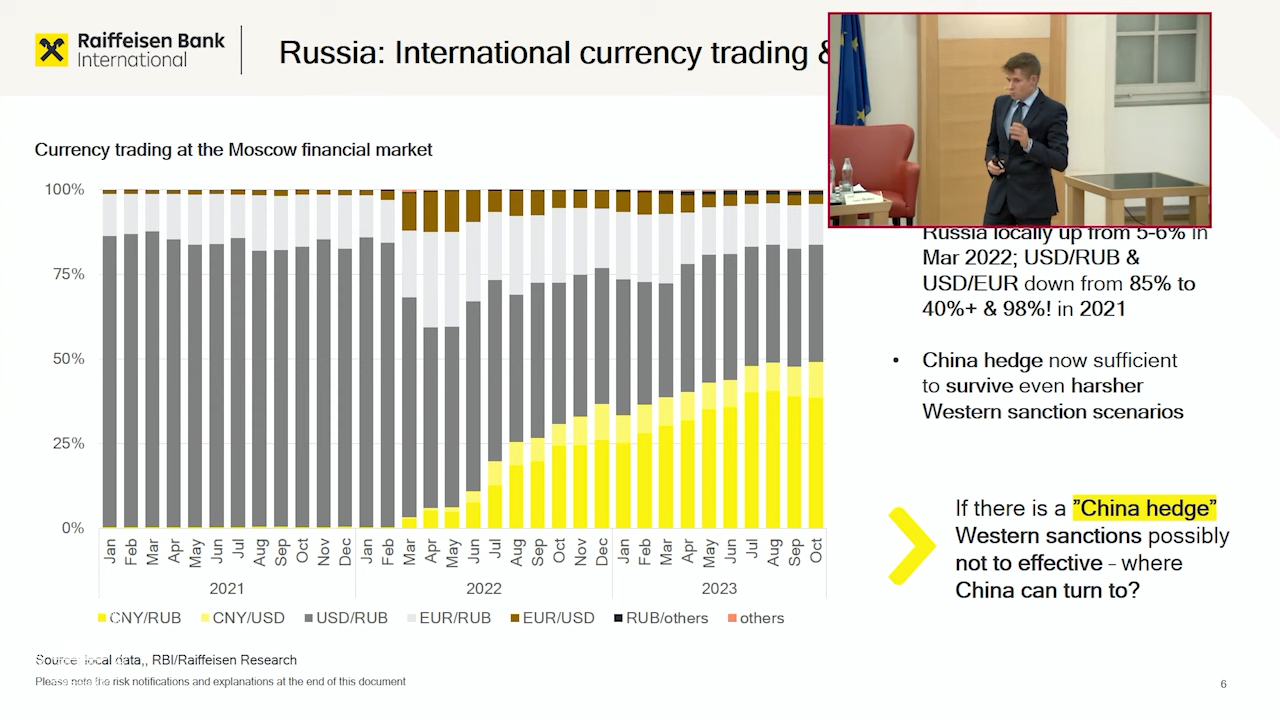 Raiffeisen Bank
International
Russia: International currency trading &
Currency trading at the Moscow financial market
100%
75%
50%
25%
0%
Jan Feb Mar Apr May Jun Jul Aug Sep Oct Nov Dec Jan Feb Mar Apr May Jun Jul Aug Sep Oct Nov Dec Jan Feb Mar Apr May Jun Jul Aug Sep Oct
2021 2022 2023
CNY/RUB CNY/USD USD/RUB EUR/RUB EUR/USD RUB/others others
Russia locally up from 5-6% in
Mar 2022; USD/RUB &
USD/EUR down from 85% to
40%+ & 98%! in 2021
• China hedge now sufficient
to survive even harsher
Western sanction scenarios
If there is a "China hedge"
Western sanctions possibly
not to effective - where
China can turn to?
Source: local data,, RBI/Raiffeisen Research
Please note the risk notifications and explanations at the end of this document
6